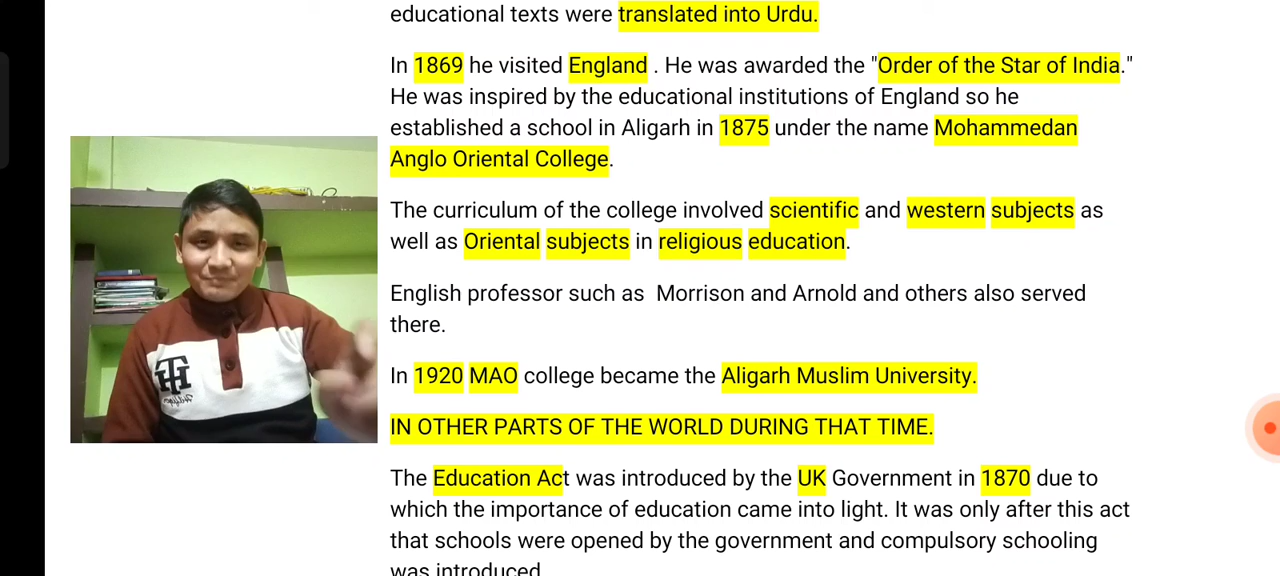 educational texts were translated into Urdu.
In 1869 he visited England . He was awarded the "Order of the Star of India."
He was inspired by the educational institutions of England so he
established a school in Aligarh in 1875 under the name Mohammedan
Anglo Oriental College.
The curriculum of the college involved scientific and western subjects as
well as Oriental subjects in religious education.
English professor such as  Morrison and Arnold and others also served
there.
In 1920 MAO college became the Aligarh Muslim University.
IN OTHER PARTS OF THE WORLD DURING THAT TIME.
The Education Act was introduced by the UK Government in 1870 due to
which the importance of education came into light. It was only after this act
that schools were opened by the government and compulsory schooling
was introduced